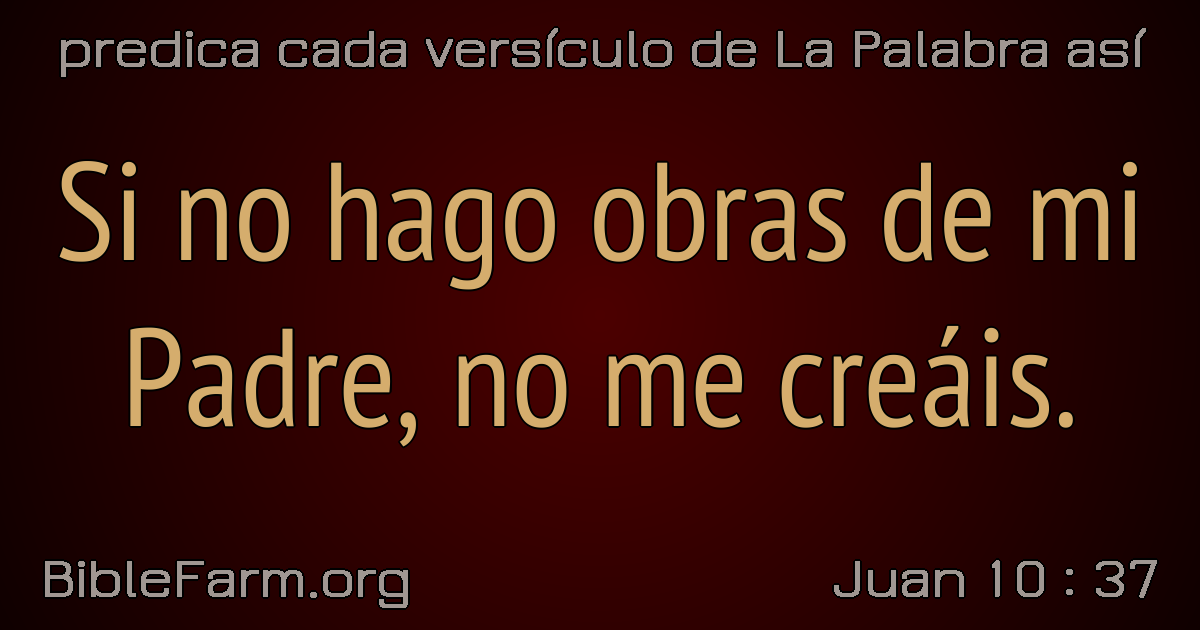 predica cada versículo de La Palabra así
Si no hago obras de mi
Padre, no me creáis.
BibleFarm.org
Juan 10 : 37